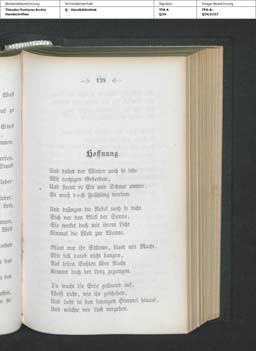 Bestandsbezeichnung
Theodor-Fontane-Archiv
Handschriften
Archivalieneinheit
Q - Handbibliothek
Signatur
TFA A
Q34
Image-Bezeichnung
TFA-A-
Q34,0157
139
Hoffnung.
Und dräut der Winter noch so sehr
Mit trotzigen Geberden,
Und streut er Eis und Schnee umher,
Es muß doch Frühling werden.
Und drängen die Nebel noch so dicht
Sich vor den Blick der Sonne,
Sie wecket doch mit ihrem Licht
Einmal die Welt zur Wonne.
Blast nur ihr Stürme, blast mit Macht,
Mir soll darob nicht bangen,
Auf leisen Sohlen über Nacht
Kommt doch der Lenz gegangen.
Da wacht die Erde grünend auf,
Weiß nicht, wie ihr geschehen,
Und lacht in den sonnigen Himmel hinauf,
Und möchte vor Lust vergehen.